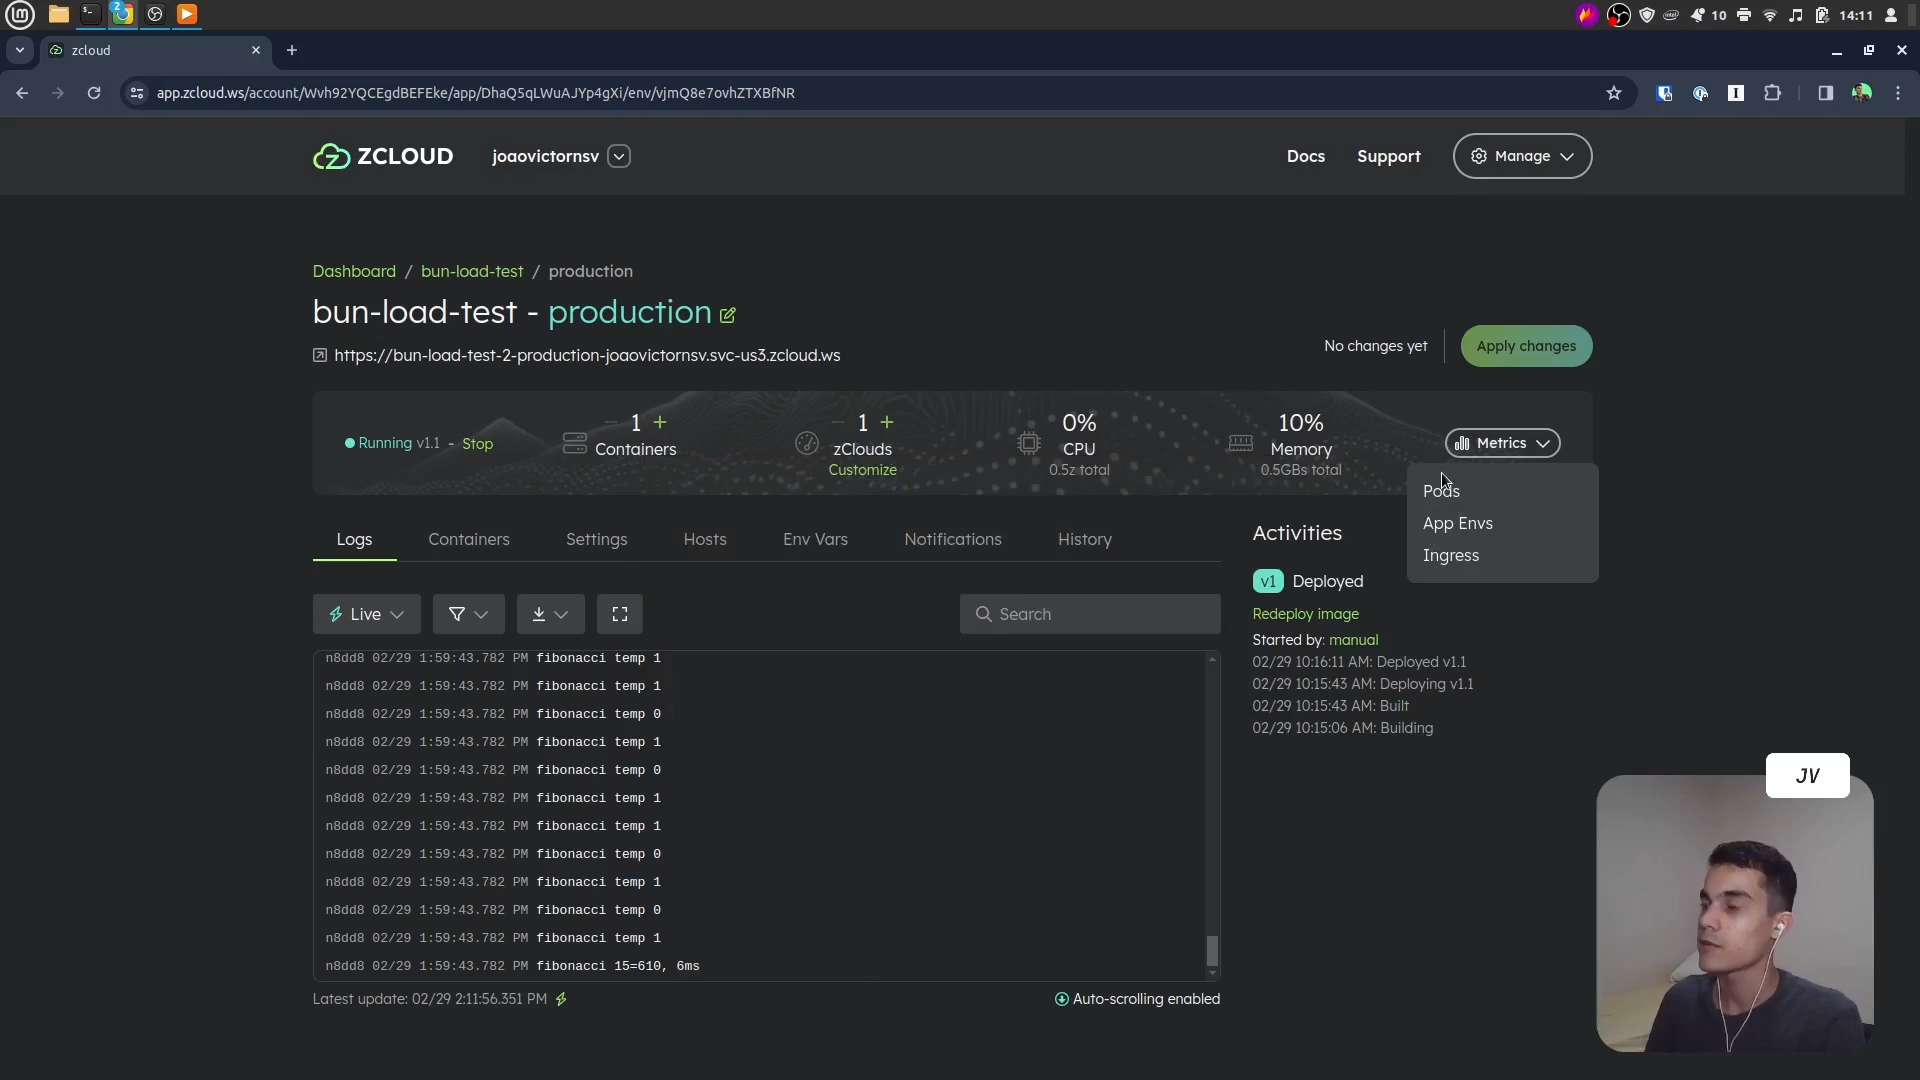 2
10
14:11
zcloud
app.zcloud.ws/account/Wvh92YQCEgdBEFEke/app/DhaQ5qLWuAJYp4gXi/env/vjmQ8e7ovhZTXBfNR
ZCLOUD
joaovictornsv
Docs
Support
Manage
Dashboard / bun-load-test / production
bun-load-test - production
https://bun-load-test-2-production-joaovictornsv.svc-us3.zcloud.ws
No changes yet
Apply changes
Running v1.1 - Stop
1 +
Containers
1 +
zClouds
Customize
0%
CPU
0.5z total
10%
Memory
0.5GBs total
Metrics
Pods
App Envs
Ingress
Logs
Containers
Settings
Hosts
Env Vars
Notifications
History
Live
Search
n8dd8 02/29 1:59:43.782 PM fibonacci temp 1
n8dd8 02/29 1:59:43.782 PM fibonacci temp 1
n8dd8 02/29 1:59:43.782 PM fibonacci temp 0
n8dd8 02/29 1:59:43.782 PM fibonacci temp 1
n8dd8 02/29 1:59:43.782 PM fibonacci temp 0
n8dd8 02/29 1:59:43.782 PM fibonacci temp 1
n8dd8 02/29 1:59:43.782 PM fibonacci temp 1
n8dd8 02/29 1:59:43.782 PM fibonacci temp 0
n8dd8 02/29 1:59:43.782 PM fibonacci temp 1
n8dd8 02/29 1:59:43.782 PM fibonacci temp 0
n8dd8 02/29 1:59:43.782 PM fibonacci temp 1
n8dd8 02/29 1:59:43.782 PM fibonacci 15=610, 6ms
Latest update: 02/29 2:11:56.351 PM
Auto-scrolling enabled
Activities
v1 Deployed
Redeploy image
Started by: manual
02/29 10:16:11 AM: Deployed v1.1
02/29 10:15:43 AM: Deploying v1.1
02/29 10:15:43 AM: Built
02/29 10:15:06 AM: Building
JV